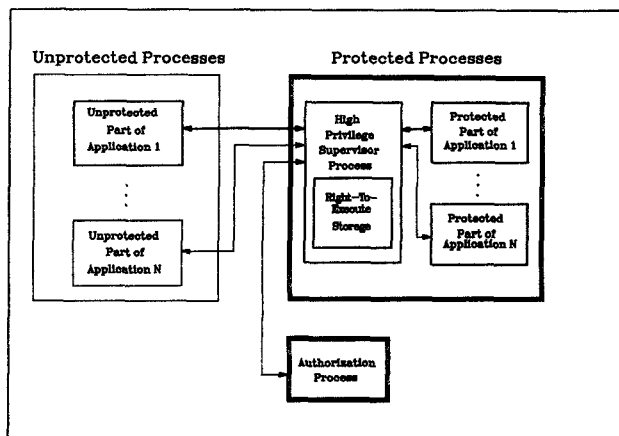 Unprotected Processes
Protected Processes
Unprotected
Part of
Application 1
Unprotected
Part of
Application N
High
Privilege
Supervisor
Process
Right-To-
Execute
Storage
Protected
Part of
Application 1
Protected
Part of
Application N
Authorization
Process